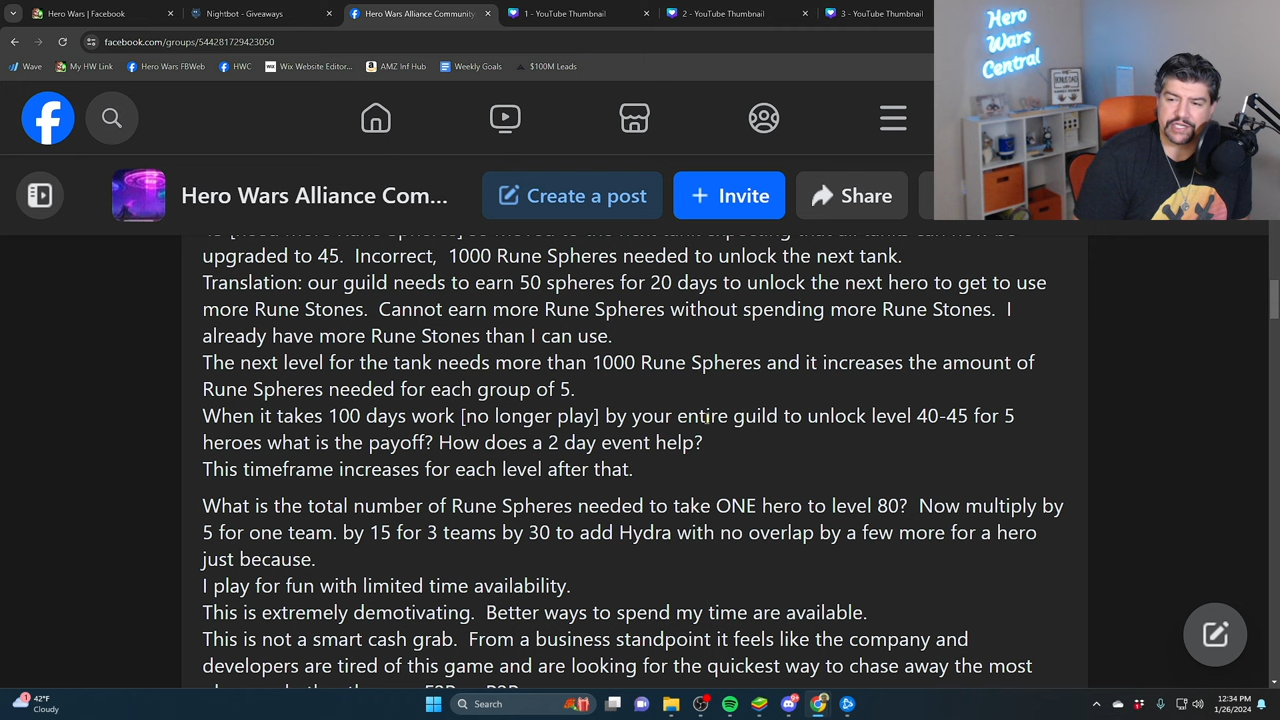 Hero Wars | Facebook
Nightbot - Giveaways
Hero Wars Alliance Community
1 - YouTube Thumbnail
2 - YouTube Thumbnail
3 - YouTube Thumbnail
facebook.com/groups/544281729423050
Wave
My HW Link
Hero Wars FBWeb
HWC
Wix Website Editor...
AMZ Inf Hub
Weekly Goals
$100M Leads
Hero
Wars
Central
Hero Wars Alliance Com...
Create a post
+ Invite
Share
upgraded to 45. Incorrect, 1000 Rune Spheres needed to unlock the next tank.
Translation: our guild needs to earn 50 spheres for 20 days to unlock the next hero to get to use
more Rune Stones. Cannot earn more Rune Spheres without spending more Rune Stones. I
already have more Rune Stones than I can use.
The next level for the tank needs more than 1000 Rune Spheres and it increases the amount of
Rune Spheres needed for each group of 5.
When it takes 100 days work [no longer play] by your entire guild to unlock level 40-45 for 5
heroes what is the payoff? How does a 2 day event help?
This timeframe increases for each level after that.
What is the total number of Rune Spheres needed to take ONE hero to level 80? Now multiply by
5 for one team. by 15 for 3 teams by 30 to add Hydra with no overlap by a few more for a hero
just because.
I play for fun with limited time availability.
This is extremely demotivating. Better ways to spend my time are available.
This is not a smart cash grab. From a business standpoint it feels like the company and
developers are tired of this game and are looking for the quickest way to chase away the most
42°F
Cloudy
Search
12:34 PM
1/26/2024